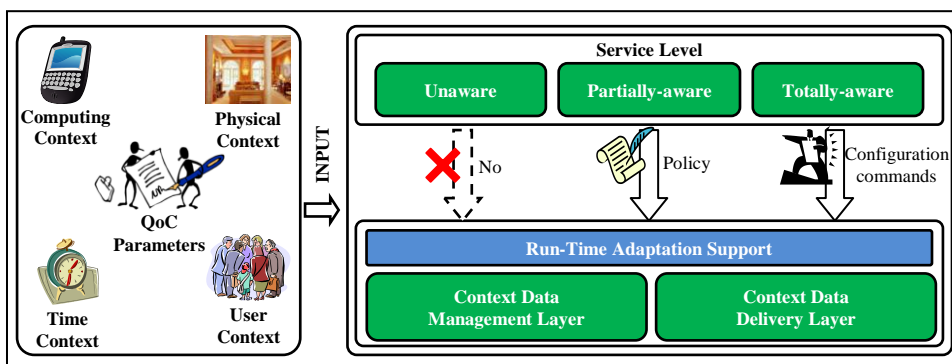 Computing
Context
Physical
Context
QoC
Parameters
Time
Context
User
Context
INPUT
Service Level
Unaware
Partially-aware
Totally-aware
No
Policy
Configuration
commands
Run-Time Adaptation Support
Context Data
Management Layer
Context Data
Delivery Layer